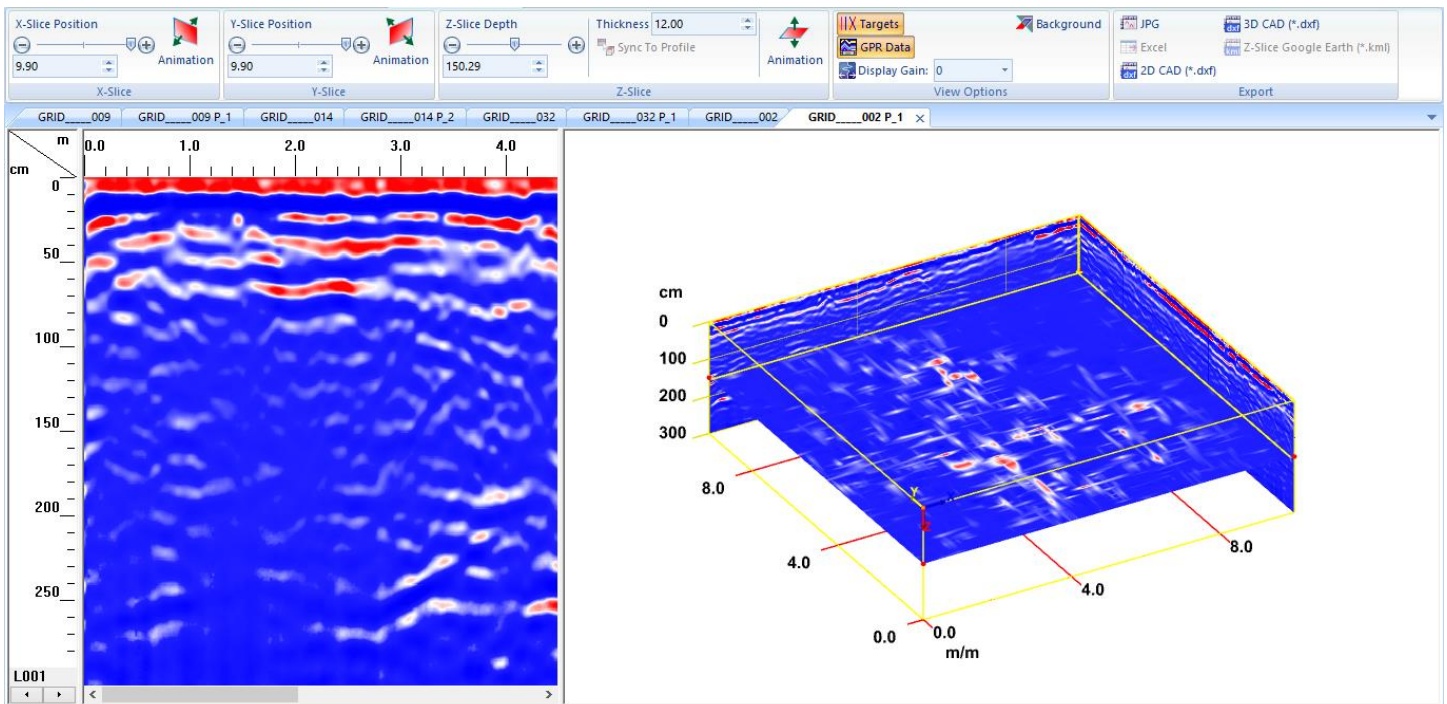 X-Slice Position
9.90
Animation
X-Slice
Y-Slice Position
9.90
Animation
Y-Slice
Z-Slice Depth
150.29
Thickness 12.00
Sync To Profile
Animation
Z-Slice
Targets
GPR Data
Display Gain: 0
Background
View Options
JPG
Excel
2D CAD (*.dxf)
3D CAD (*.dxf)
Z-Slice Google Earth (*.kml)
Export
GRID_____009 GRID_____009 P_1 GRID_____014 GRID_____014 P_2 GRID_____032 GRID_____032 P_1 GRID_____002 GRID_____002 P_1
m
cm
0.0 1.0 2.0 3.0 4.0
0
50
100
150
200
250
L001
cm
0
100
200
300
8.0
4.0
0.0
Y
X
0.0
4.0
8.0
m/m